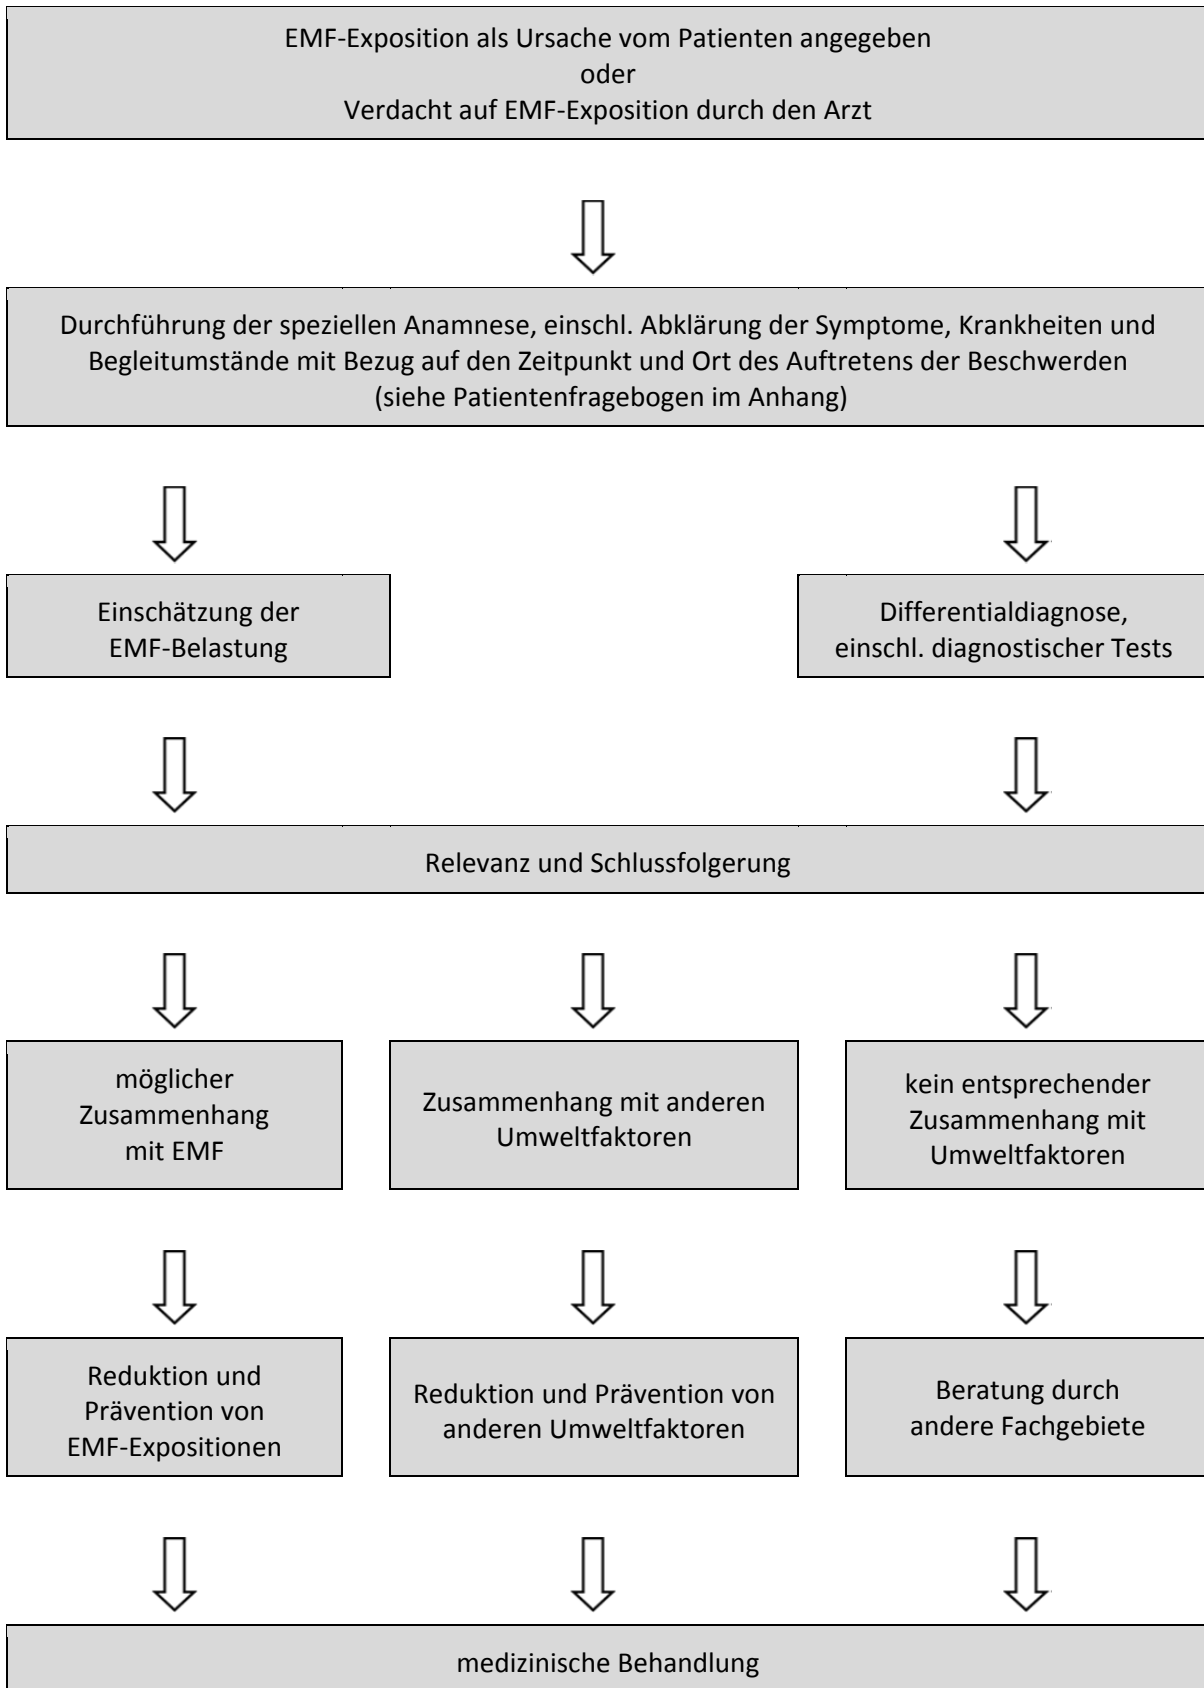 EMF-Exposition als Ursache vom Patienten angegeben
oder
Verdacht auf EMF-Exposition durch den Arzt
Durchführung der speziellen Anamnese, einschl. Abklärung der Symptome, Krankheiten und
Begleitumstände mit Bezug auf den Zeitpunkt und Ort des Auftretens der Beschwerden
(siehe Patientenfragebogen im Anhang)
Einschätzung der
EMF-Belastung
Differentialdiagnose,
einschl. diagnostischer Tests
Relevanz und Schlussfolgerung
möglicher
Zusammenhang
mit EMF
Zusammenhang mit anderen
Umweltfaktoren
kein entsprechender
Zusammenhang mit
Umweltfaktoren
Reduktion und
Prävention von
EMF-Expositionen
Reduktion und Prävention von
anderen Umweltfaktoren
Beratung durch
andere Fachgebiete
medizinische Behandlung